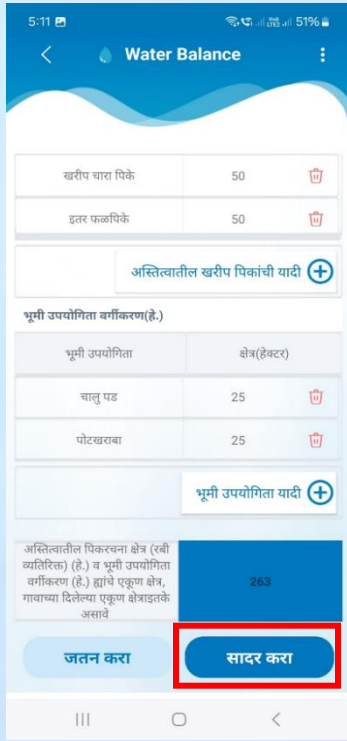 5:11 51%
Water Balance
खरीप चारा पिके 50
इतर फळपिके 50
अस्तित्वातील खरीप पिकांची यादी
भूमी उपयोगिता वर्गीकरण(हे.)
भूमी उपयोगिता क्षेत्र(हेक्टर)
चालु पड 25
पोटखराबा 25
भूमी उपयोगिता यादी
अस्तित्वातील पिकरचना क्षेत्र (रबी
व्यतिरिक्त) (हे.) व भूमी उपयोगिता
वर्गीकरण (हे.) ह्यांचे एकूण क्षेत्र,
गावाच्या दिलेल्या एकूण क्षेत्राइतके
असावे
263
जतन करा सादर करा